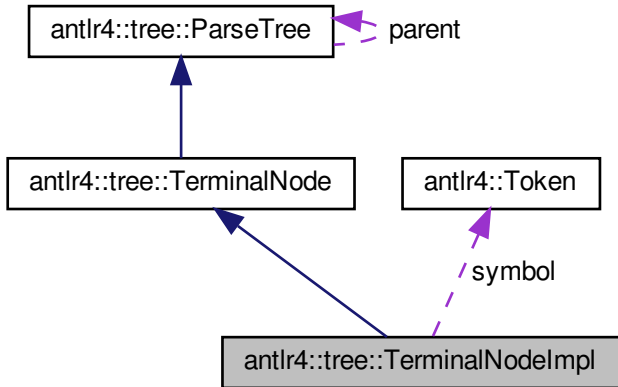 antlr4::tree::ParseTree
parent
antlr4::tree::TerminalNode
antlr4::Token
symbol
antlr4::tree::TerminalNodeImpl